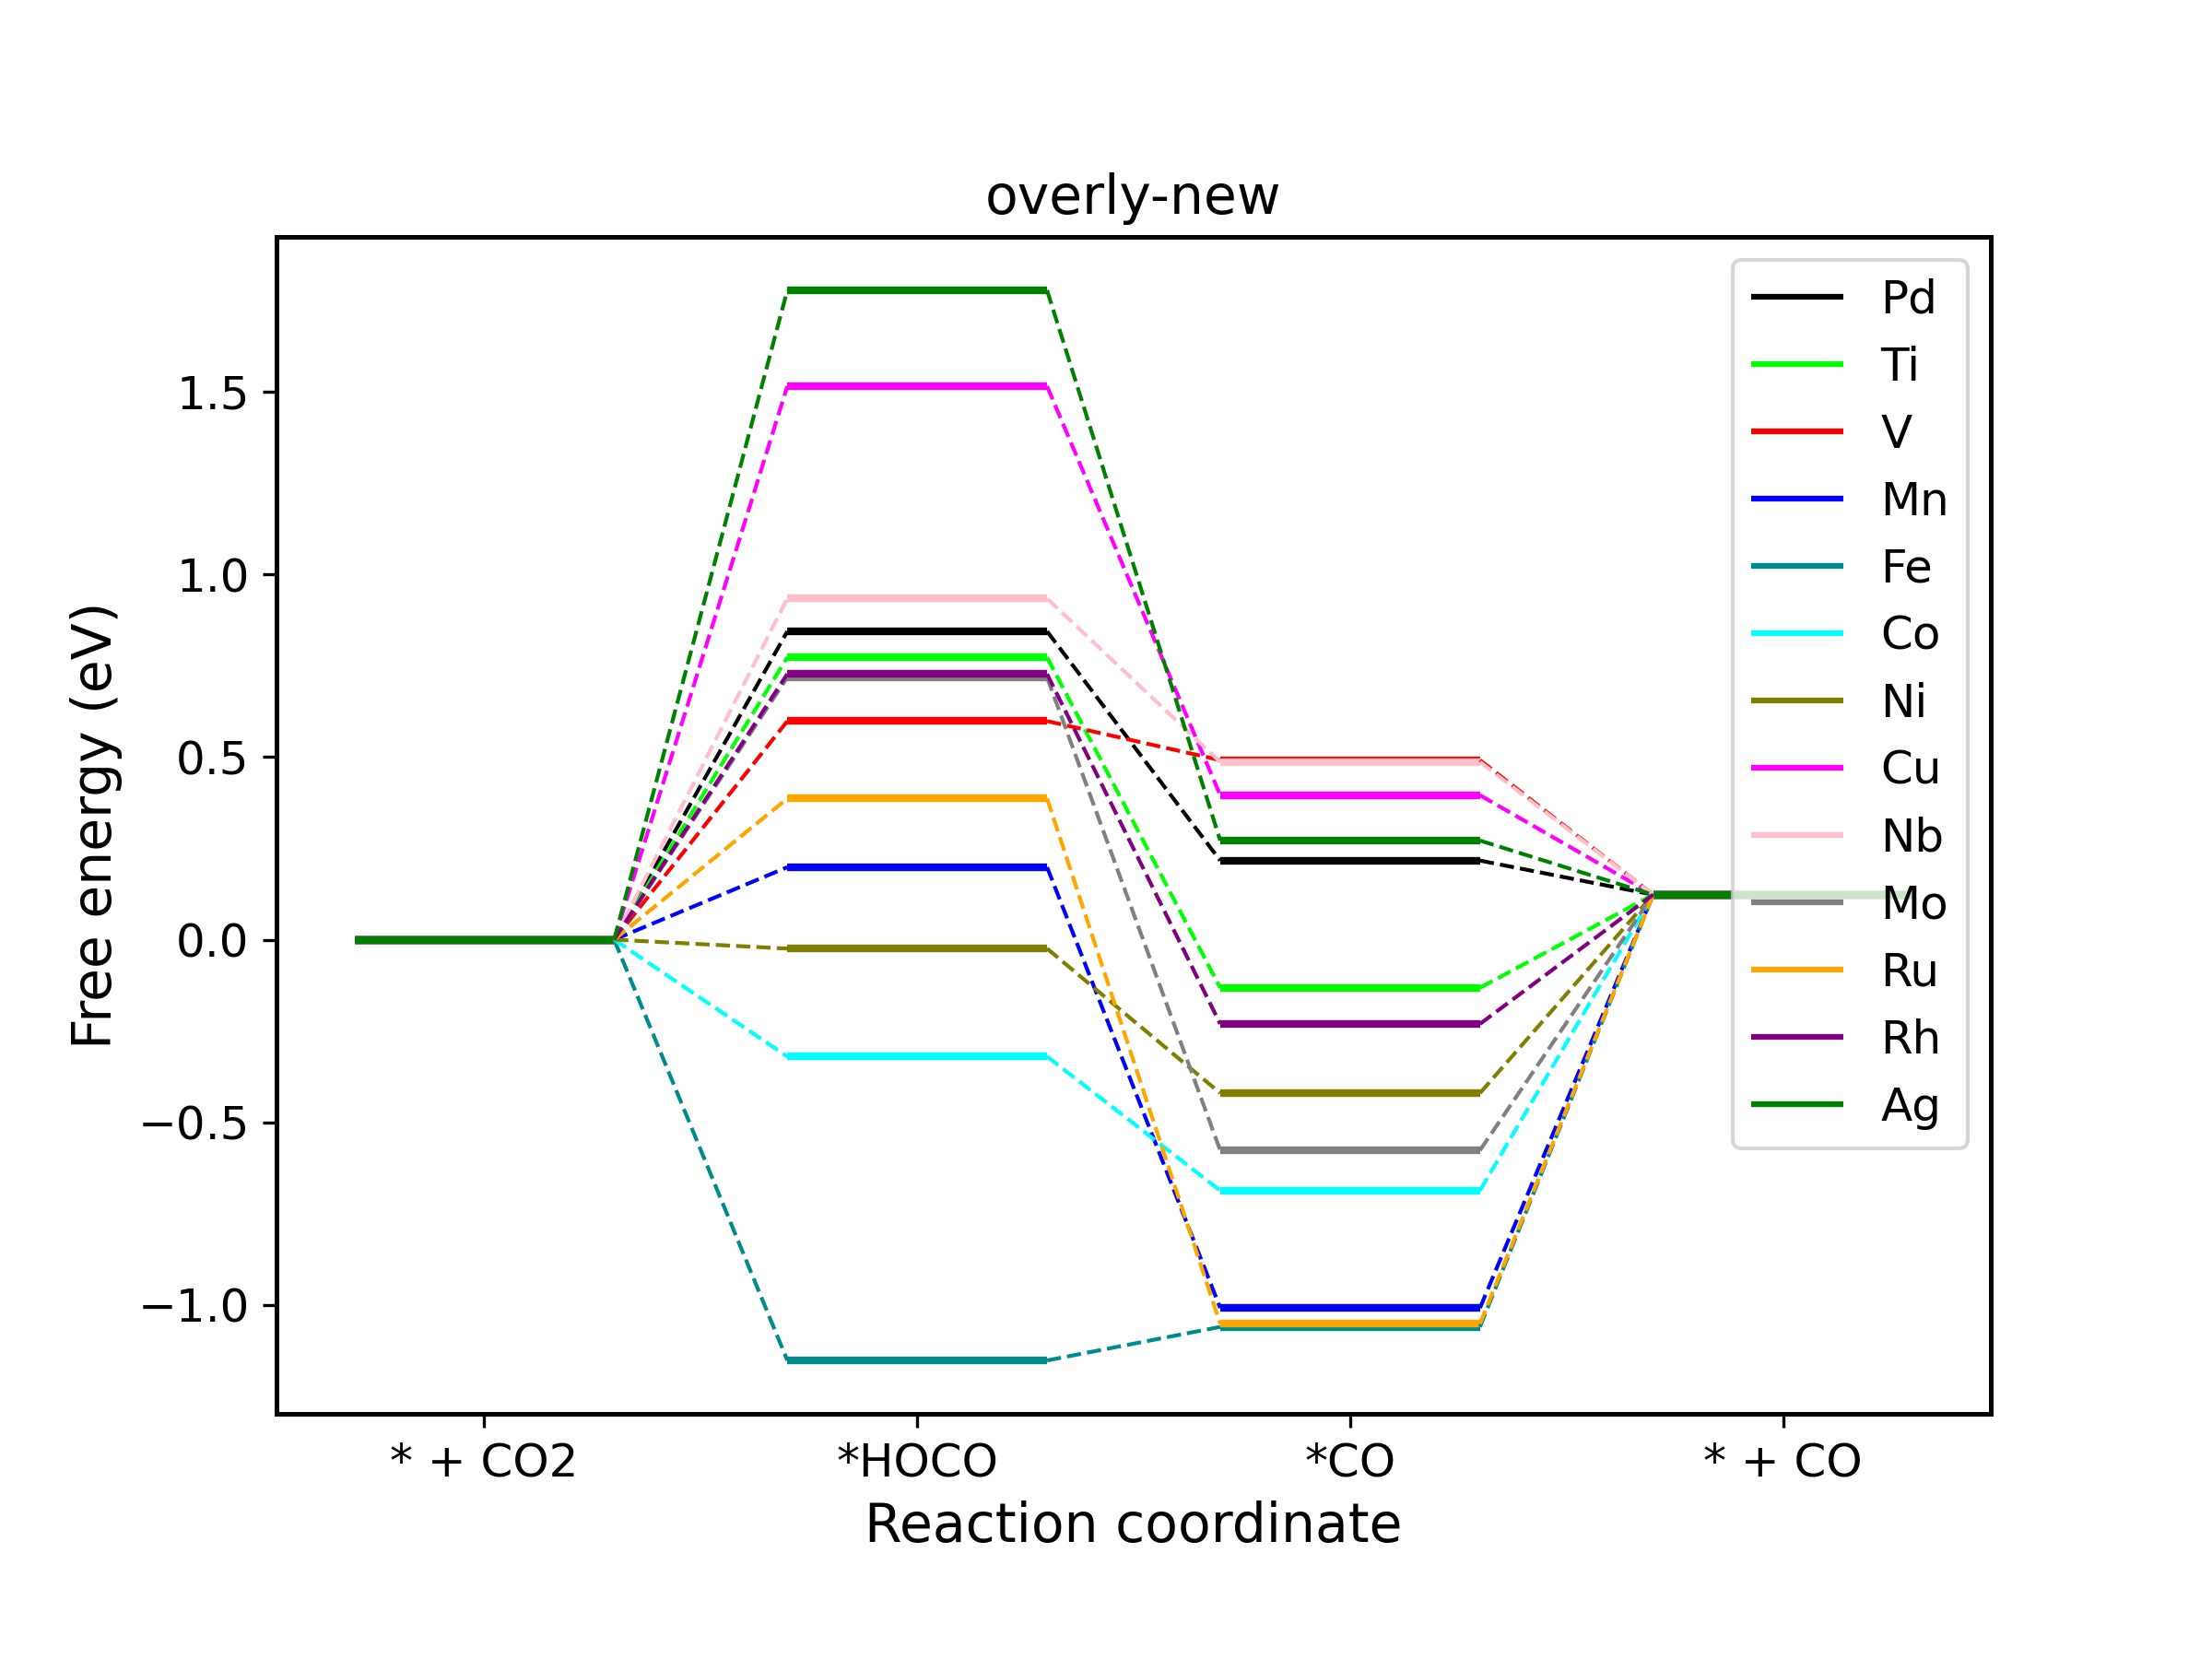 overly-new
Free energy (eV)
1.5
1.0
0.5
0.0
−0.5
−1.0
Pd
Ti
V
Mn
Fe
Co
Ni
Cu
Nb
Mo
Ru
Rh
Ag
* + CO2 *HOCO *CO * + CO
Reaction coordinate